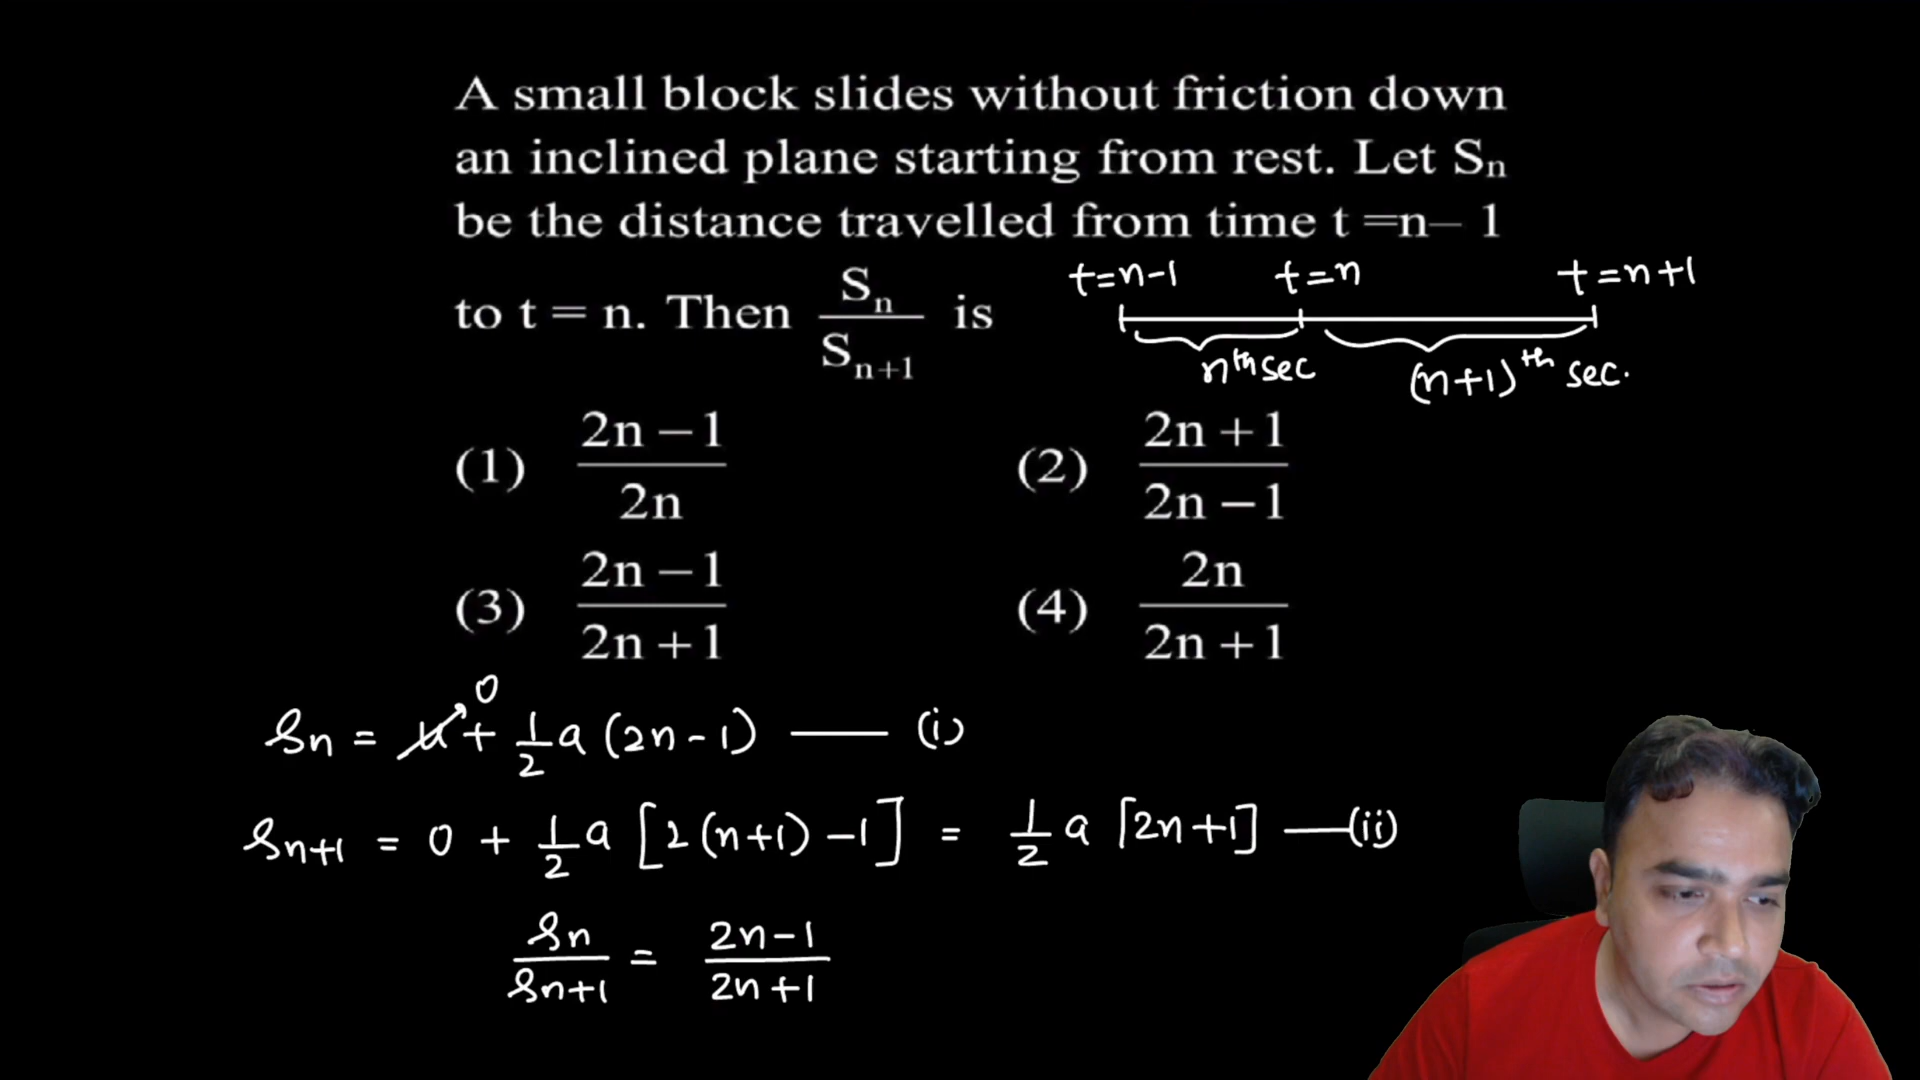 A small block slides without friction down
an inclined plane starting from rest. Let Sₙ
be the distance travelled from time t =n– 1
to t = n. Then Sₙ/Sₙ₊₁ is
t=n-1 t=n t=n+1
nᵗʰ sec (n+1)ᵗʰ sec.
(1) (2n – 1)/(2n) (2) (2n + 1)/(2n – 1)
(3) (2n – 1)/(2n + 1) (4) (2n)/(2n + 1)
0
Sₙ = u + 1/2 a (2n-1) — (i)
Sₙ₊₁ = 0 + 1/2 a [2(n+1) -1] = 1/2 a [2n+1] —(ii)
Sₙ/Sₙ₊₁ = (2n-1)/(2n+1)